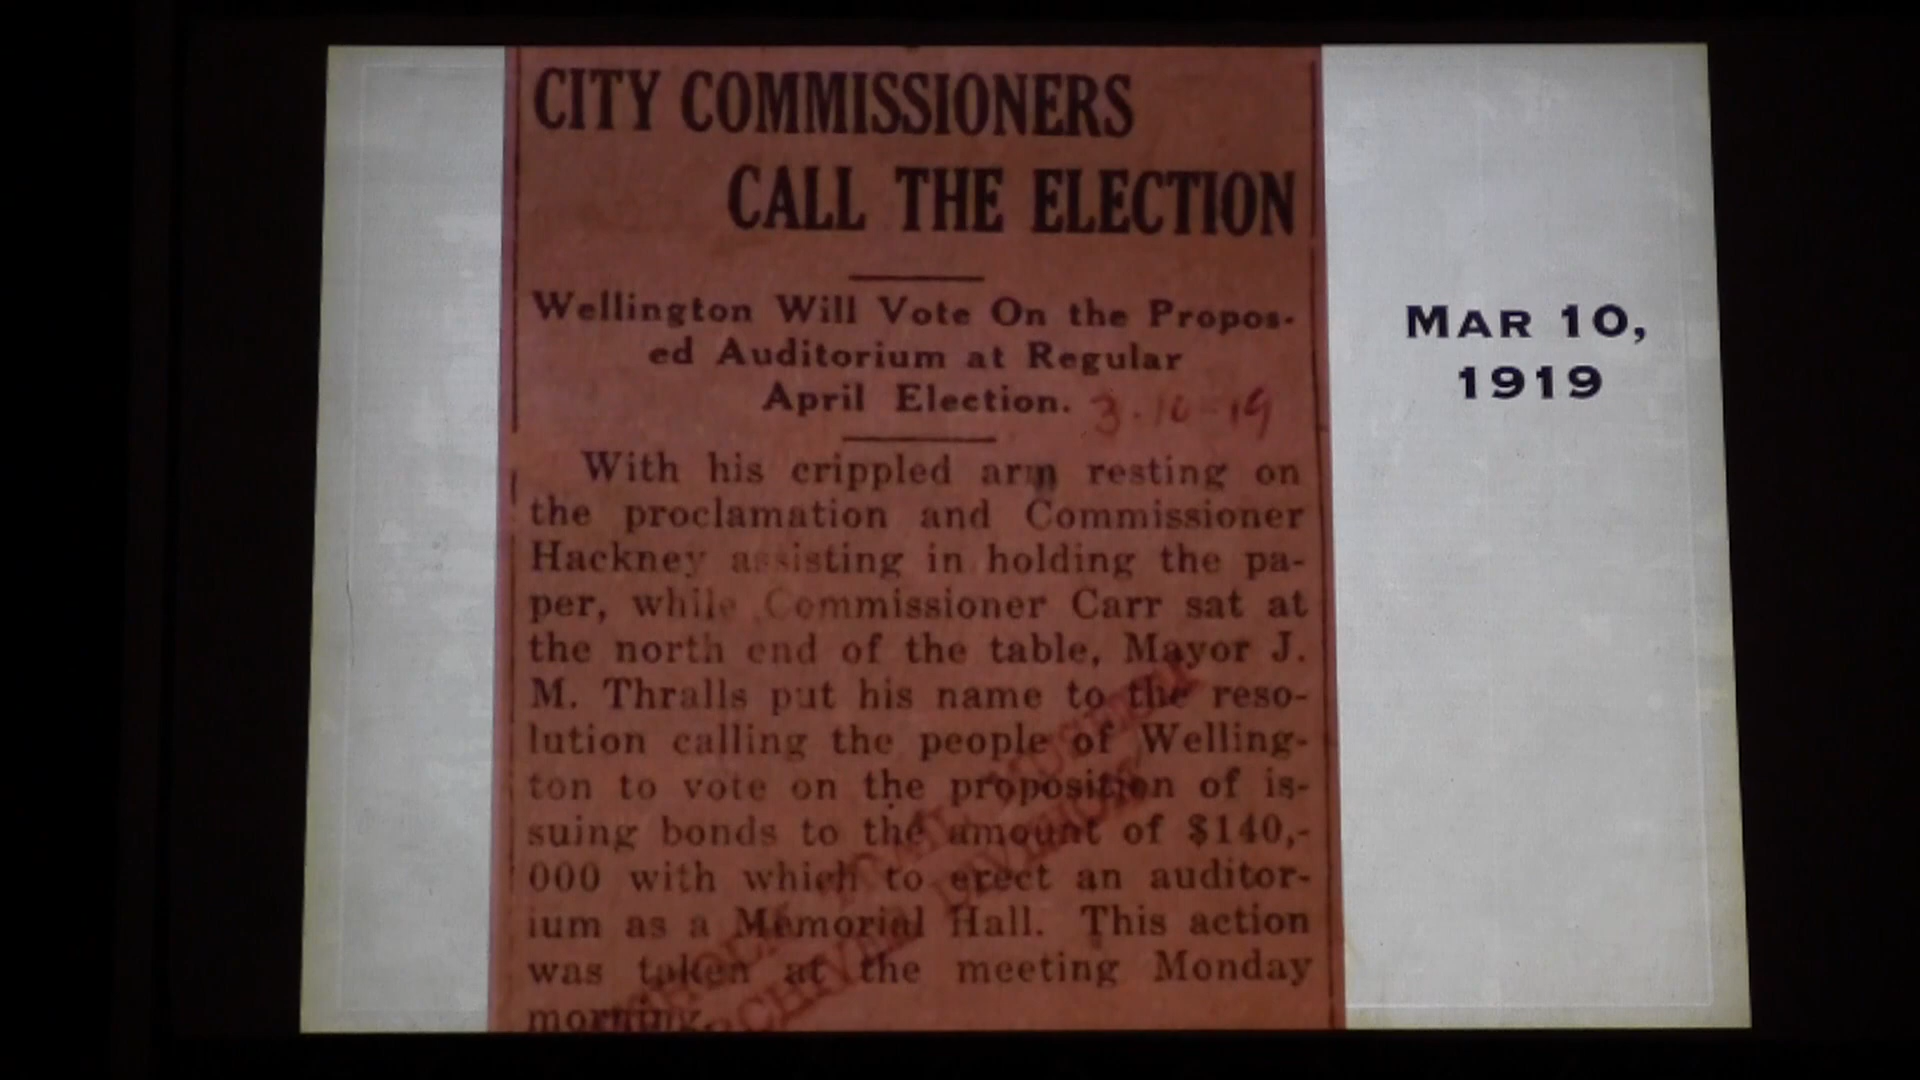 CITY COMMISSIONERS
CALL THE ELECTION
Wellington Will Vote On the Propos-
ed Auditorium at Regular
April Election.
3-10-19
With his crippled arm resting on
the proclamation and Commissioner
Hackney assisting in holding the pa-
per, while Commissioner Carr sat at
the north end of the table, Mayor J.
M. Thralls put his name to the reso-
lution calling the people of Welling-
ton to vote on the proposition of is-
suing bonds to the amount of $140,-
000 with which to erect an auditor-
ium as a Memorial Hall. This action
was taken at the meeting Monday
morning.
MAR 10,
1919
MUSEUM
DIVISION